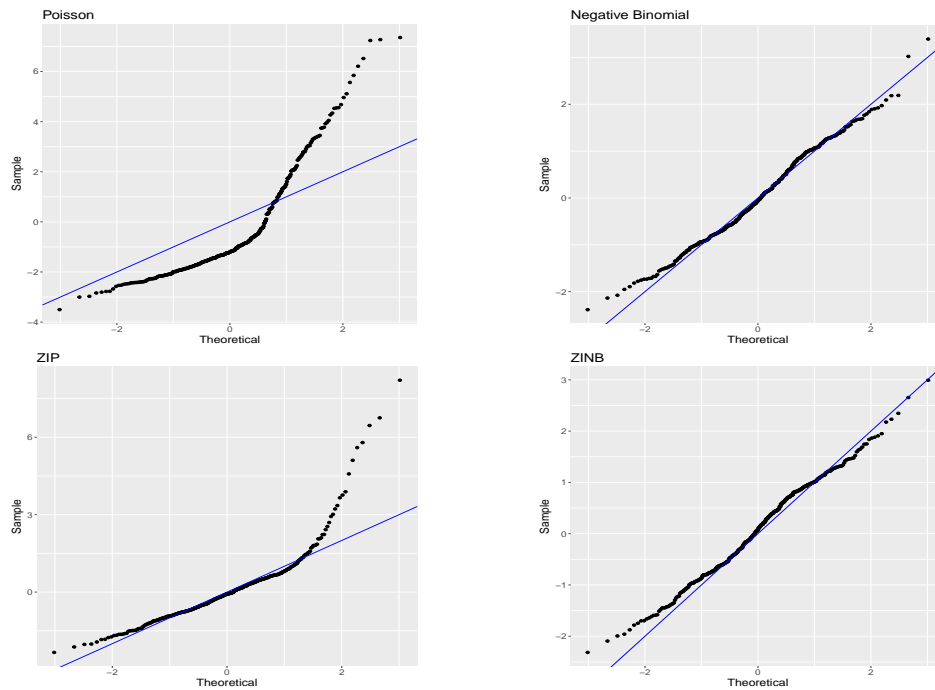 Poisson
6
4
2
0
−2
−4
Sample
−2 0 2
Theoretical
Negative Binomial
2
0
−2
Sample
−2 0 2
Theoretical
ZIP
6
3
0
Sample
−2 0 2
Theoretical
ZINB
3
2
1
0
−1
−2
Sample
−2 0 2
Theoretical